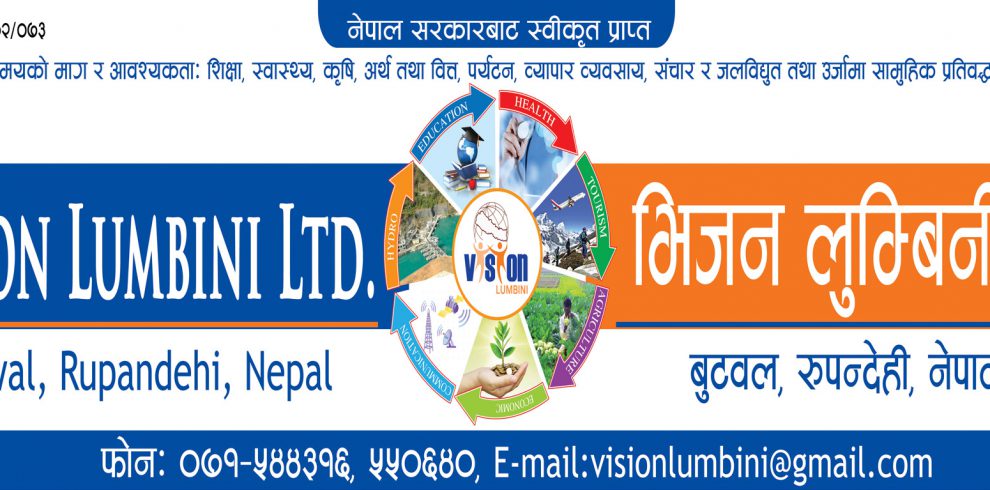 ०२/०७३
नेपाल सरकारबाट स्वीकृत प्राप्त
मयको माग र आवश्यकताः शिक्षा, स्वास्थ्य, कृषि, अर्थ तथा वित्त, पर्यटन, व्यापार व्यवसाय, संचार र जलविद्युत तथा उर्जामा सामुहिक प्रतिवद्ध
EDUCATION
HEALTH
TOURISM
AGRICULTURE
ECONOMIC
COMMUNICATION
HYDRO
VISION
LUMBINI
ON LUMBINI LTD.
भिजन लुम्बिनी
wal, Rupandehi, Nepal
बुटवल, रुपन्देही, नेपाल
फोन: ०७१-५४४३१६, ५५०६४०, E-mail:visionlumbini@gmail.com